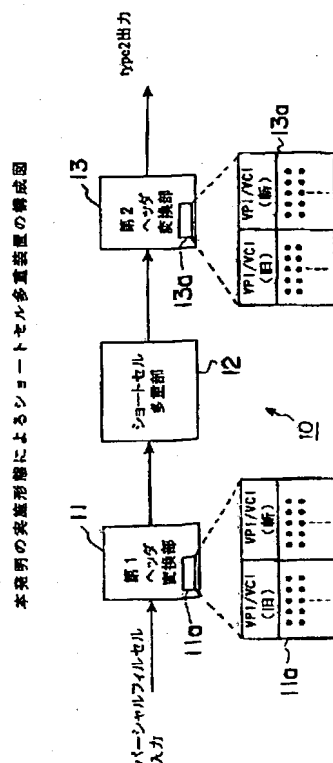 本発明の実施形態によるショートセル多重装置の構成図
パーシャルフィルセル
入力
11
第1
ヘッダ
変換部
11a
ショートセル
多重部
12
13
第2
ヘッダ
変換部
13a
type2出力
VPI/VCI
(旧)
VPI/VCI
(新)
11a
10
VPI/VCI
(旧)
VPI/VCI
(新)
13a